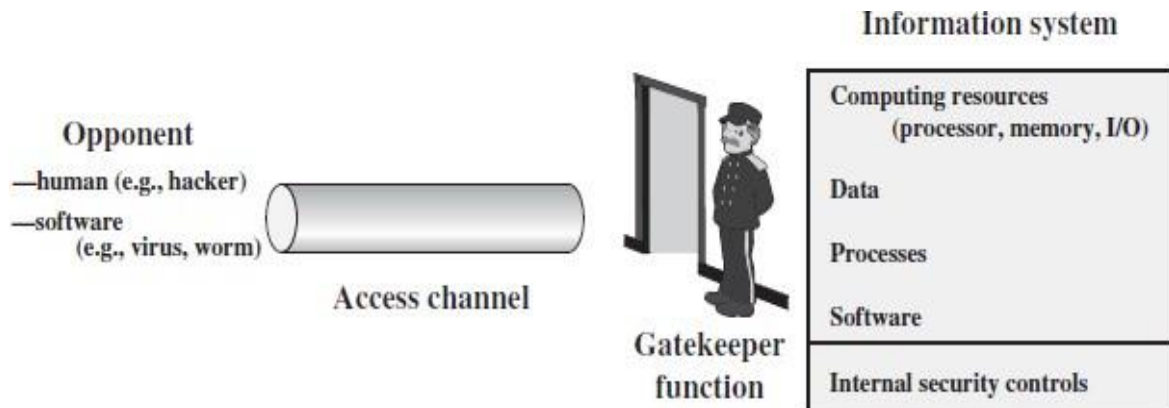 Information system
Opponent
—human (e.g., hacker)
—software
(e.g., virus, worm)
Access channel
Gatekeeper
function
Computing resources
(processor, memory, I/O)
Data
Processes
Software
Internal security controls